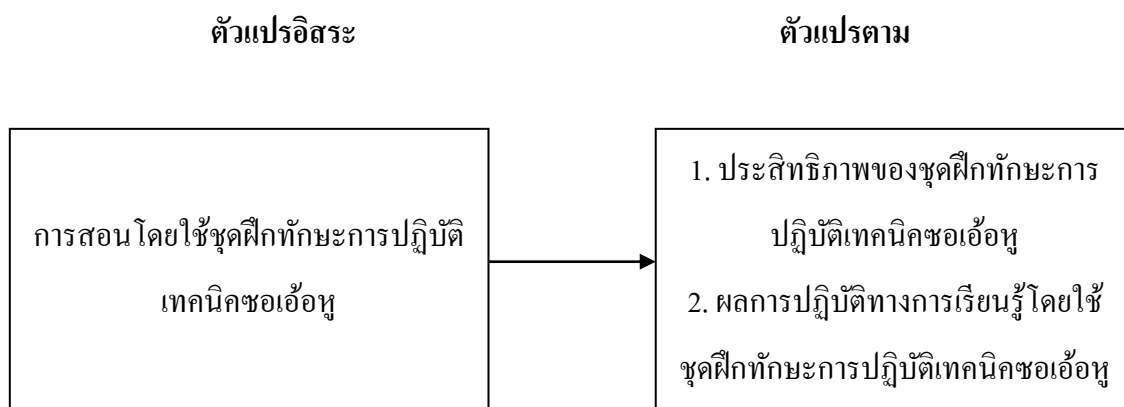 ตัวแปรอิสระ
ตัวแปรตาม
การสอนโดยใช้ชุดฝึกทักษะการปฏิบัติ
เทคนิคซอเอ้อหู
1. ประสิทธิภาพของชุดฝึกทักษะการ
ปฏิบัติเทคนิคซอเอ้อหู
2. ผลการปฏิบัติทางการเรียนรู้โดยใช้
ชุดฝึกทักษะการปฏิบัติเทคนิคซอเอ้อหู